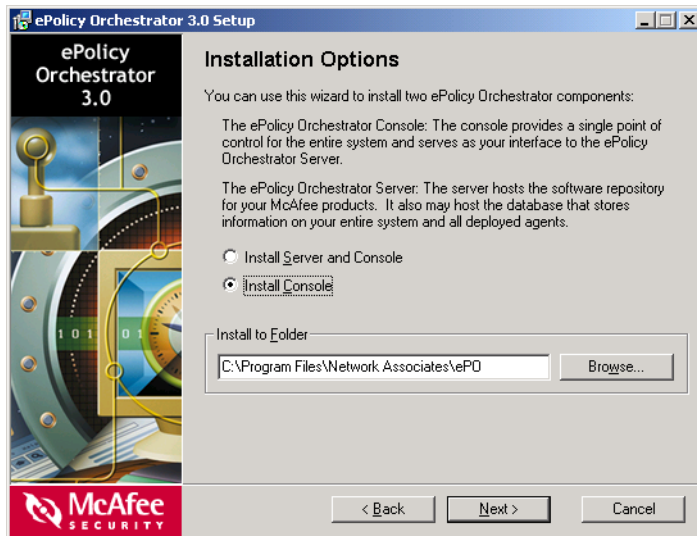 ePolicy Orchestrator 3.0 Setup
ePolicy
Orchestrator
3.0
Installation Options
You can use this wizard to install two ePolicy Orchestrator components:
The ePolicy Orchestrator Console: The console provides a single point of
control for the entire system and serves as your interface to the ePolicy
Orchestrator Server.
The ePolicy Orchestrator Server: The server hosts the software repository
for your McAfee products. It also may host the database that stores
information on your entire system and all deployed agents.
Install Server and Console
Install Console
Install to Folder
C:\Program Files\Network Associates\ePO
Browse...
1 0 1 0 1
McAfee
SECURITY
< Back
Next >
Cancel